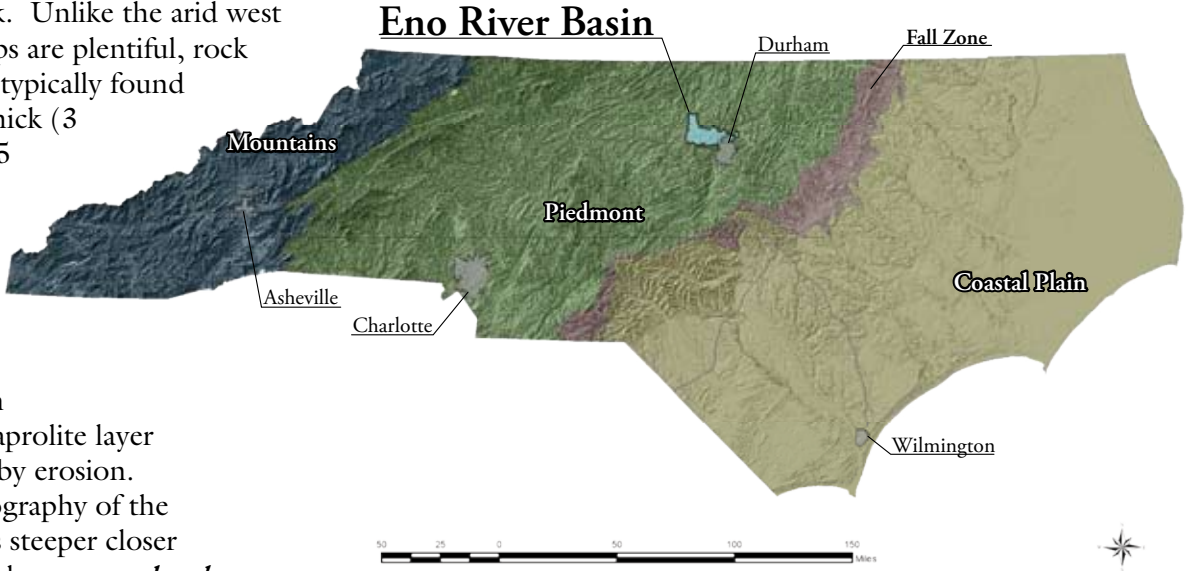 k. Unlike the arid west
ps are plentiful, rock
typically found
hick (3
5
aprolite layer
by erosion.
ography of the
s steeper closer
Eno River Basin
Durham
Fall Zone
Mountains
Piedmont
Coastal Plain
Asheville
Charlotte
Wilmington
50 25 0 50 100 150
Miles